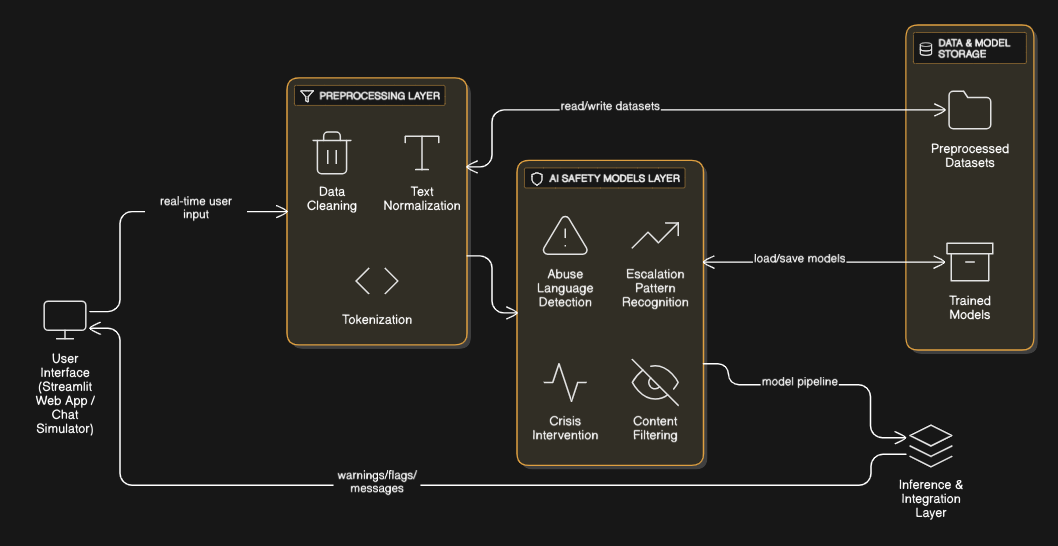 DATA & MODEL
STORAGE
PREPROCESSING LAYER
read/write datasets
Preprocessed
Datasets
Data
Cleaning
Text
Normalization
AI SAFETY MODELS LAYER
real-time user
input
Abuse
Language
Detection
Escalation
Pattern
Recognition
load/save models
Trained
Models
Tokenization
User
Interface
(Streamlit
Web App /
Chat
Simulator)
model pipeline
Crisis
Intervention
Content
Filtering
warnings/flags/
messages
Inference &
Integration
Layer